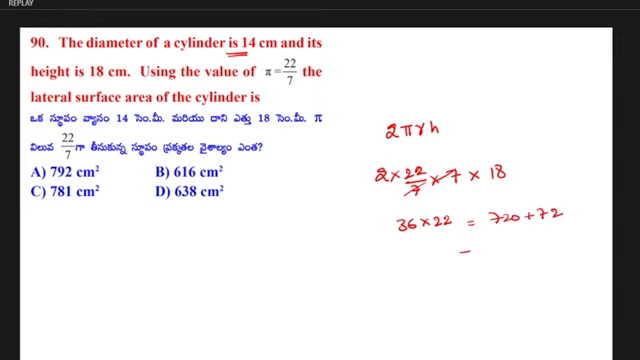 REPLAY
90. The diameter of a cylinder is 14 cm and its
height is 18 cm. Using the value of π = 22/7 the
lateral surface area of the cylinder is
ఒక స్థూపం వ్యాసం 14 సెం.మీ. మరియు దాని ఎత్తు 18 సెం.మీ. π
విలువ 22/7 గా తీసుకున్న స్థూపం ప్రక్కతల వైశాల్యం ఎంత?
A) 792 cm² B) 616 cm²
C) 781 cm² D) 638 cm²
2πrh
2 × 22/7 × 7 × 18
36 × 22 = 720 + 72
=